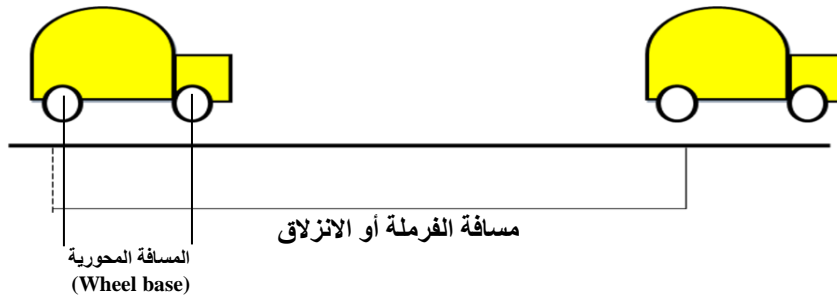 مسافة الفرملة أو الانزلاق
المسافة المحورية
(Wheel base)